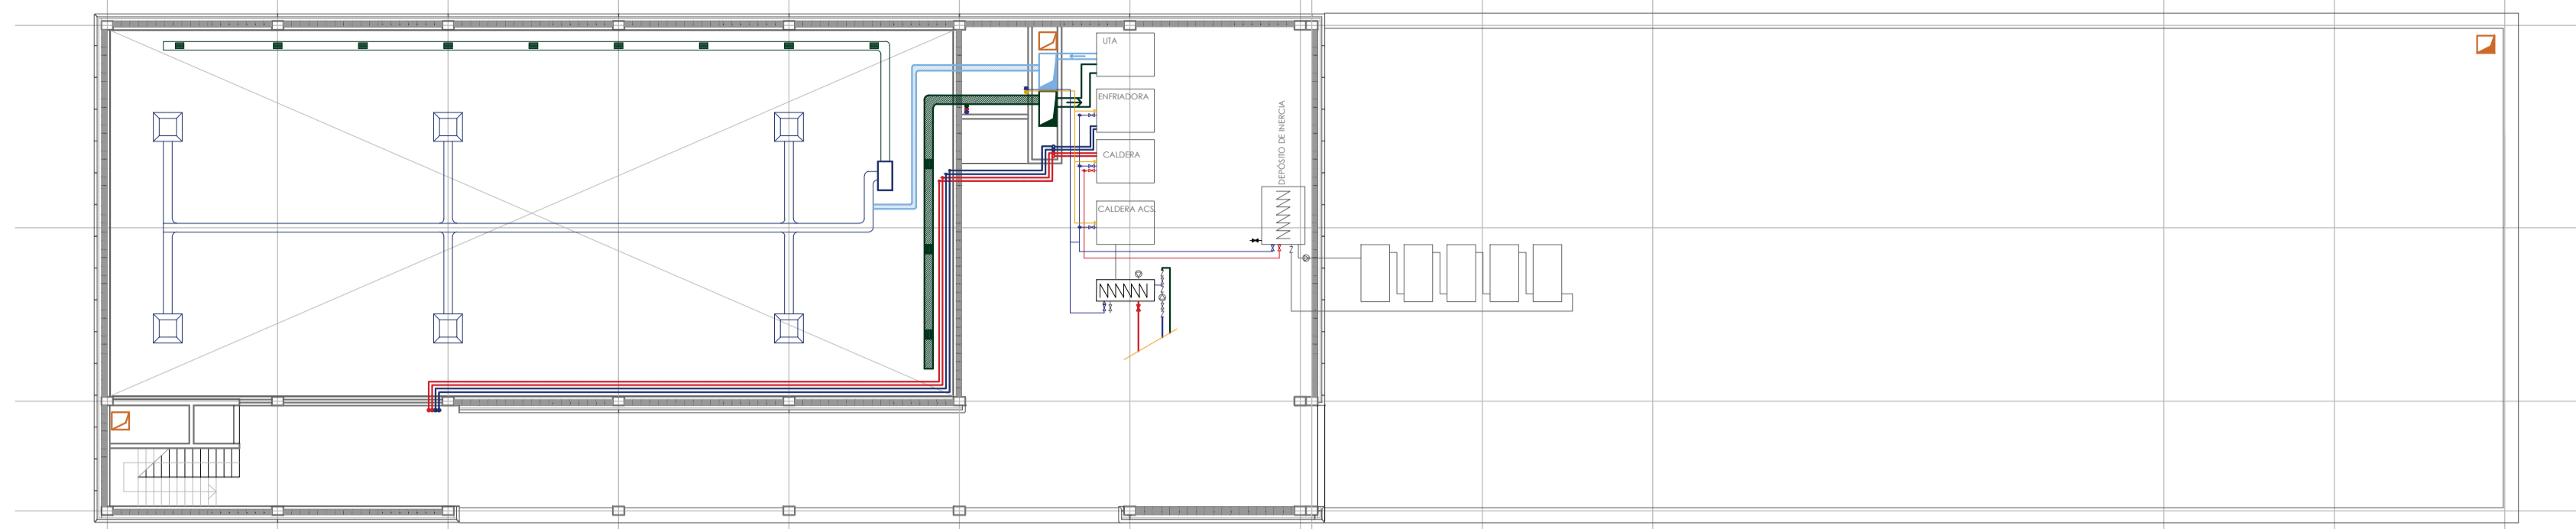 UTA
ENFRIADORA
CALDERA
CALDERA ACS
DEPÓSITO DE INERCIA